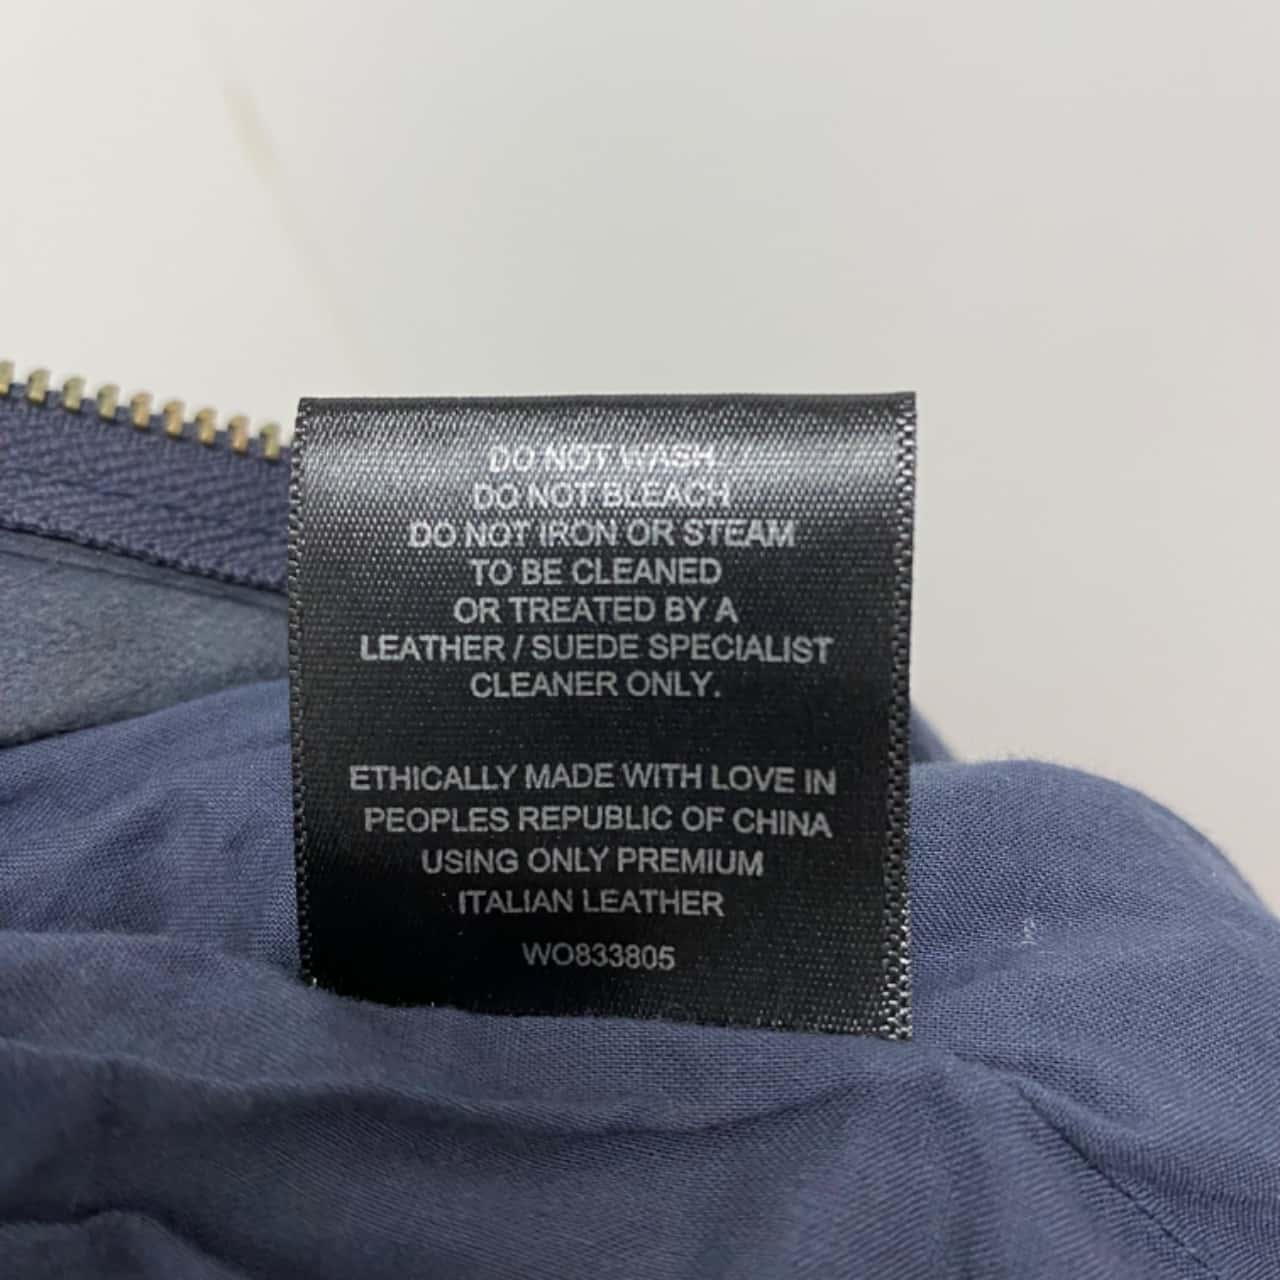 DO NOT WASH
DO NOT BLEACH
DO NOT IRON OR STEAM
TO BE CLEANED
OR TREATED BY A
LEATHER / SUEDE SPECIALIST
CLEANER ONLY.
ETHICALLY MADE WITH LOVE IN
PEOPLES REPUBLIC OF CHINA
USING ONLY PREMIUM
ITALIAN LEATHER
WO833805